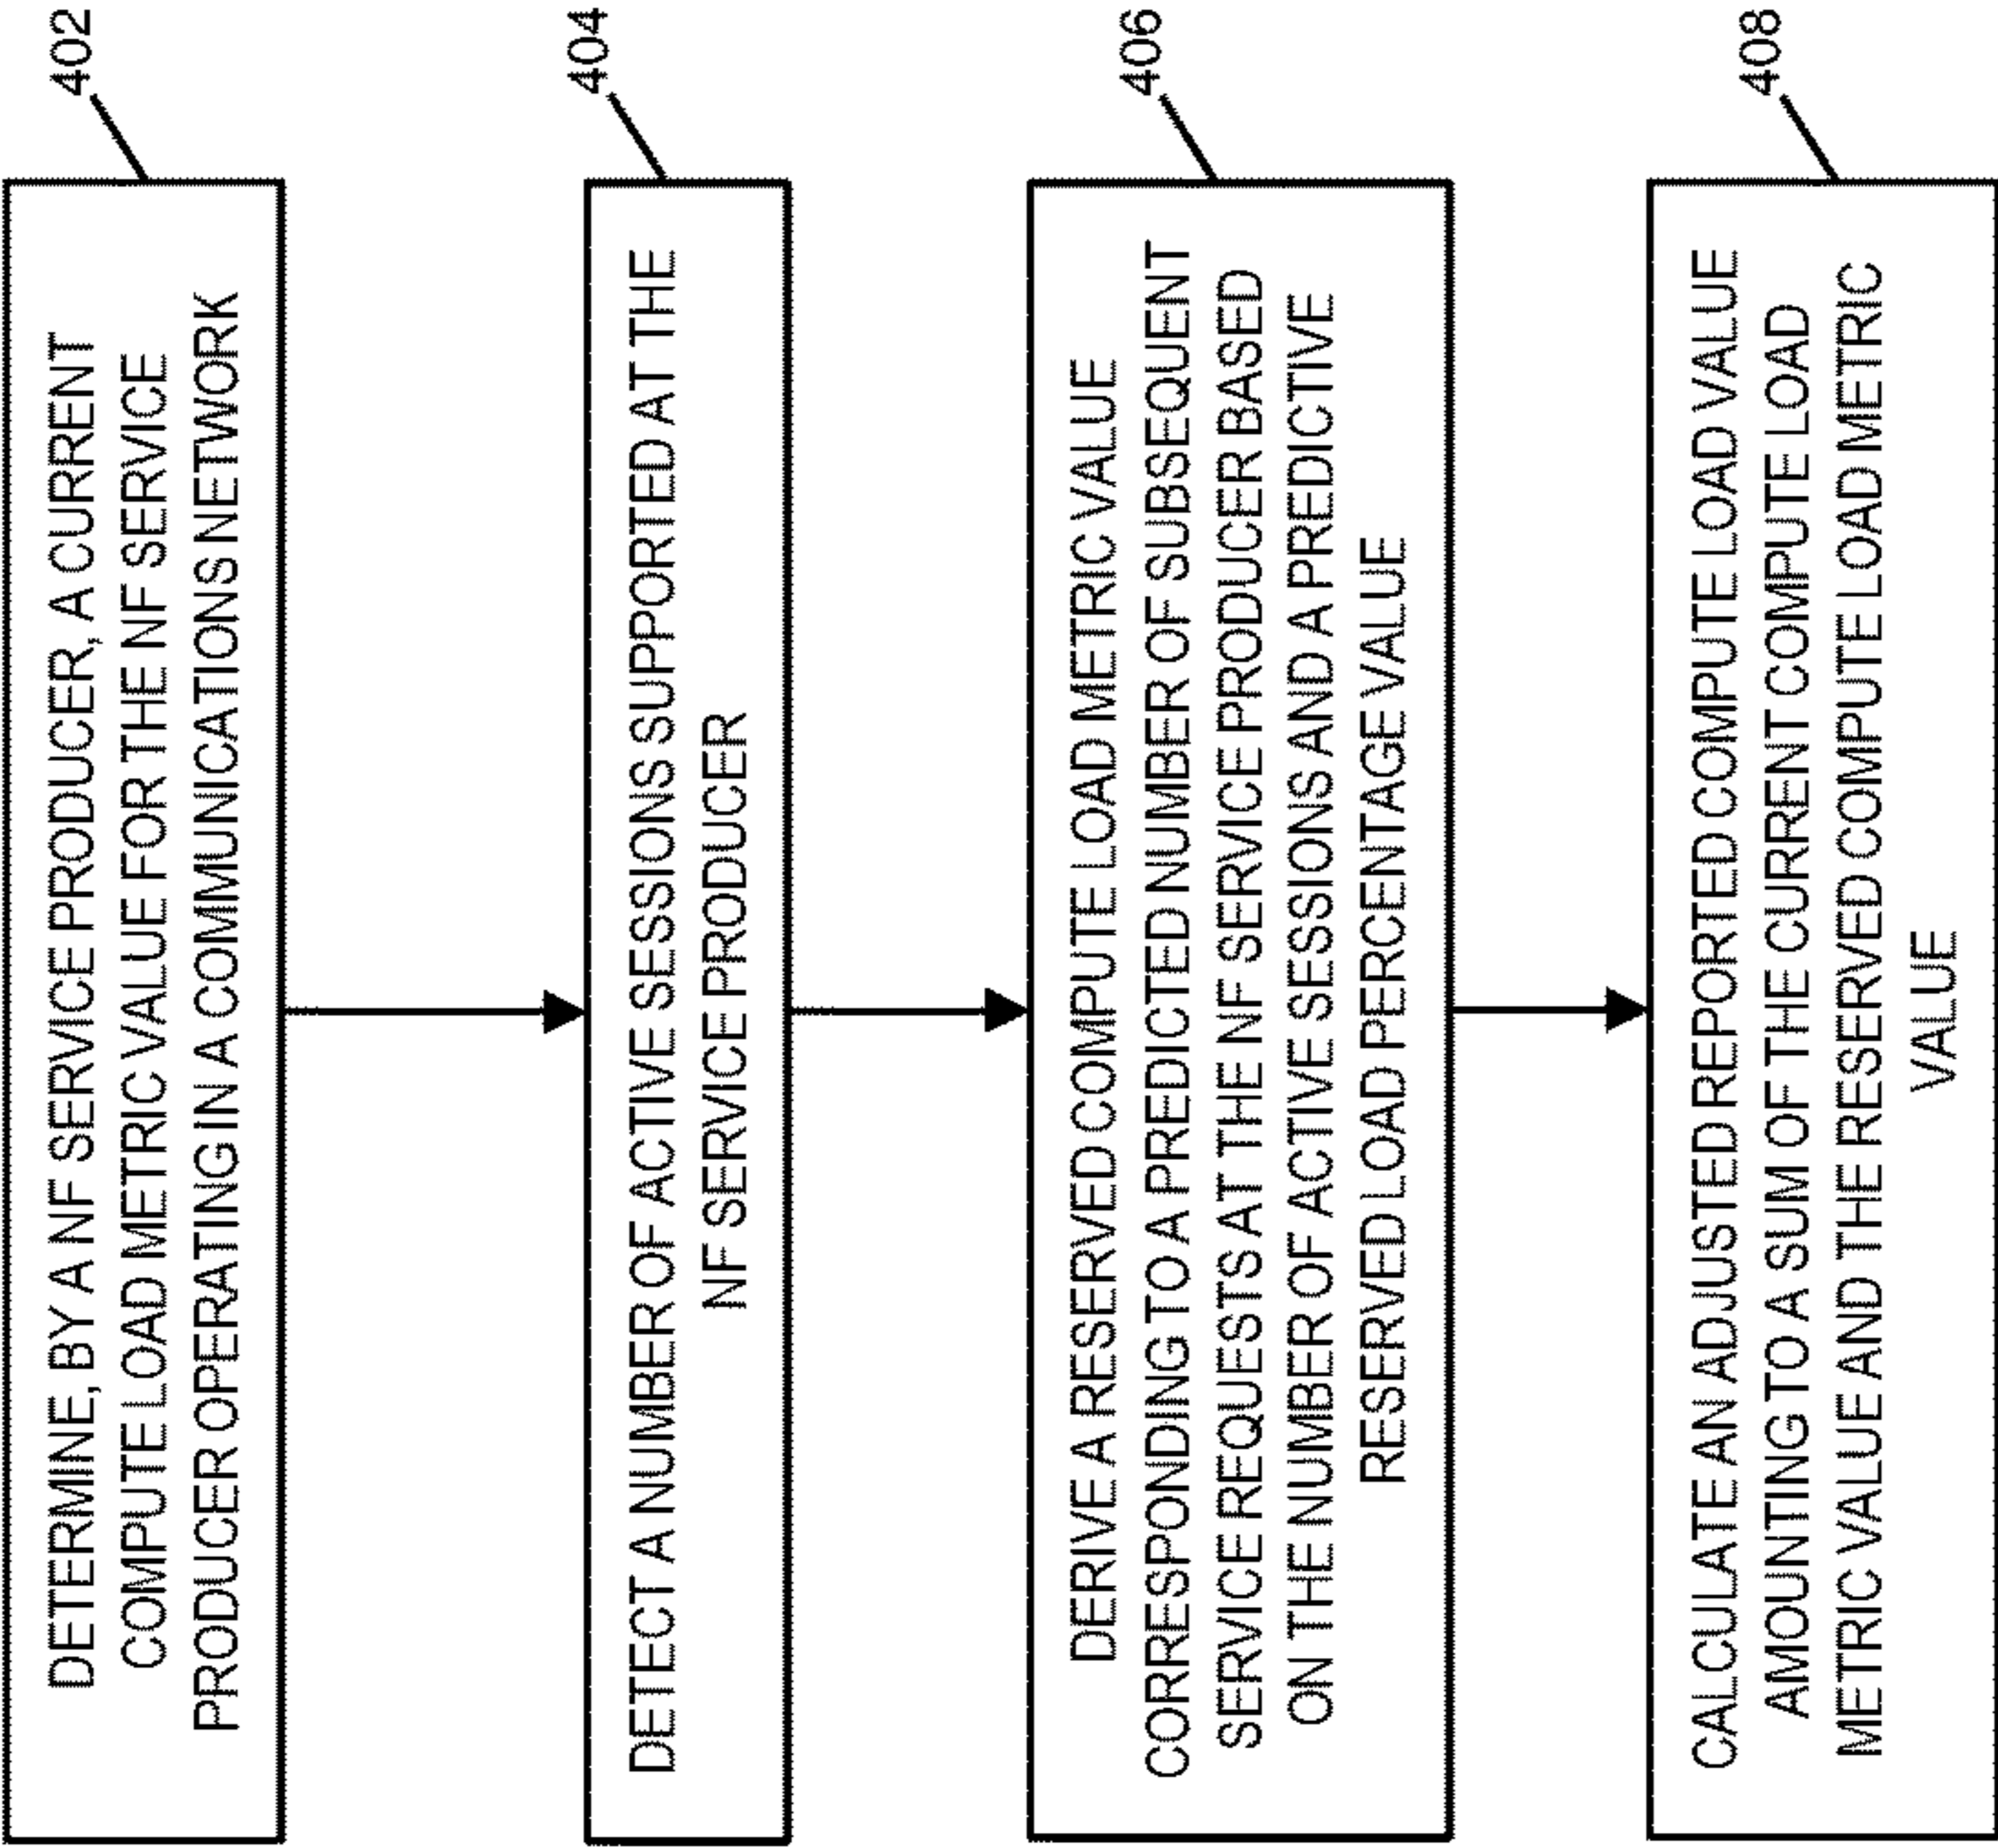 402
DETERMINE, BY A NF SERVICE PRODUCER, A CURRENT
COMPUTE LOAD METRIC VALUE FOR THE NF SERVICE
PRODUCER OPERATING IN A COMMUNICATIONS NETWORK
404
DETECT A NUMBER OF ACTIVE SESSIONS SUPPORTED AT THE
NF SERVICE PRODUCER
406
DERIVE A RESERVED COMPUTE LOAD METRIC VALUE
CORRESPONDING TO A PREDICTED NUMBER OF SUBSEQUENT
SERVICE REQUESTS AT THE NF SERVICE PRODUCER BASED
ON THE NUMBER OF ACTIVE SESSIONS AND A PREDICTIVE
RESERVED LOAD PERCENTAGE VALUE
408
CALCULATE AN ADJUSTED REPORTED COMPUTE LOAD VALUE
AMOUNTING TO A SUM OF THE CURRENT COMPUTE LOAD
METRIC VALUE AND THE RESERVED COMPUTE LOAD METRIC
VALUE